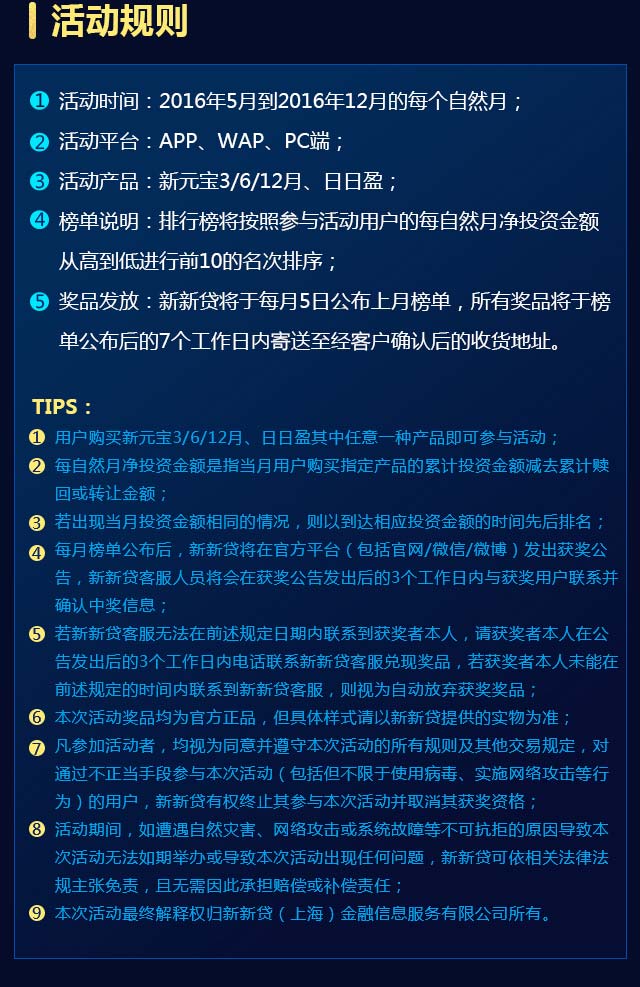 活动规则
1 活动时间：2016年5月到2016年12月的每个自然月；
2 活动平台：APP、WAP、PC端；
3 活动产品：新元宝3/6/12月、日日盈；
4 榜单说明：排行榜将按照参与活动用户的每自然月净投资金额
从高到低进行前10的名次排序；
5 奖品发放：新新贷将于每月5日公布上月榜单，所有奖品将于榜
单公布后的7个工作日内寄送至经客户确认后的收货地址。
TIPS：
1 用户购买新元宝3/6/12月、日日盈其中任意一种产品即可参与活动；
2 每自然月净投资金额是指当月用户购买指定产品的累计投资金额减去累计赎
回或转让金额；
3 若出现当月投资金额相同的情况，则以到达相应投资金额的时间先后排名；
4 每月榜单公布后，新新贷将在官方平台（包括官网/微信/微博）发出获奖公
告，新新贷客服人员将会在获奖公告发出后的3个工作日内与获奖用户联系并
确认中奖信息；
5 若新新贷客服无法在前述规定日期内联系到获奖者本人，请获奖者本人在公
告发出后的3个工作日内电话联系新新贷客服兑现奖品，若获奖者本人未能在
前述规定的时间内联系到新新贷客服，则视为自动放弃获奖奖品；
6 本次活动奖品均为官方正品，但具体样式请以新新贷提供的实物为准；
7 凡参加活动者，均视为同意并遵守本次活动的所有规则及其他交易规定，对
通过不正当手段参与本次活动（包括但不限于使用病毒、实施网络攻击等行
为）的用户，新新贷有权终止其参与本次活动并取消其获奖资格；
8 活动期间，如遭遇自然灾害、网络攻击或系统故障等不可抗拒的原因导致本
次活动无法如期举办或导致本次活动出现任何问题，新新贷可依相关法律法
规主张免责，且无需因此承担赔偿或补偿责任；
9 本次活动最终解释权归新新贷（上海）金融信息服务有限公司所有。